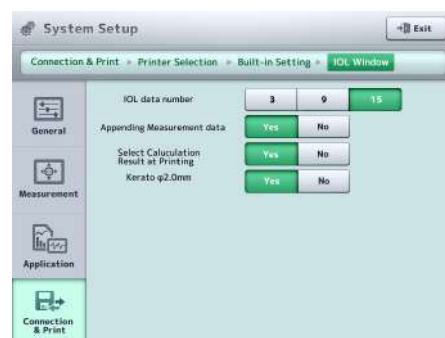 System Setup
Exit
Connection & Print Printer Selection Built-in Setting IOL Window
General
Measurement
Application
Connection
& Print
IOL data number 3 9 15
Appending Measurement data Yes No
Select Caluculation
Result at Printing Yes No
Kerato φ2.0mm Yes No